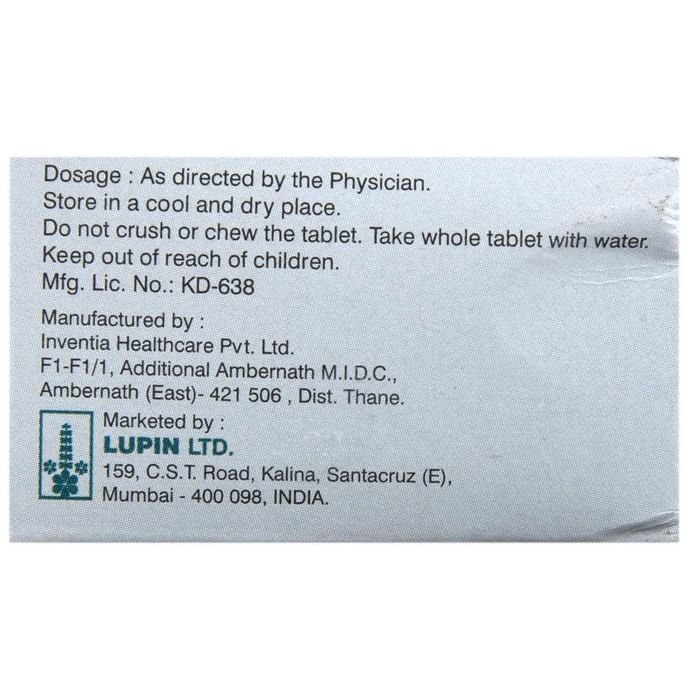 Dosage : As directed by the Physician.
Store in a cool and dry place.
Do not crush or chew the tablet. Take whole tablet with water.
Keep out of reach of children.
Mfg. Lic. No.: KD-638
Manufactured by :
Inventia Healthcare Pvt. Ltd.
F1-F1/1, Additional Ambernath M.I.D.C.,
Ambernath (East)- 421 506 , Dist. Thane.
Marketed by :
LUPIN LTD.
159, C.S.T. Road, Kalina, Santacruz (E),
Mumbai - 400 098, INDIA.